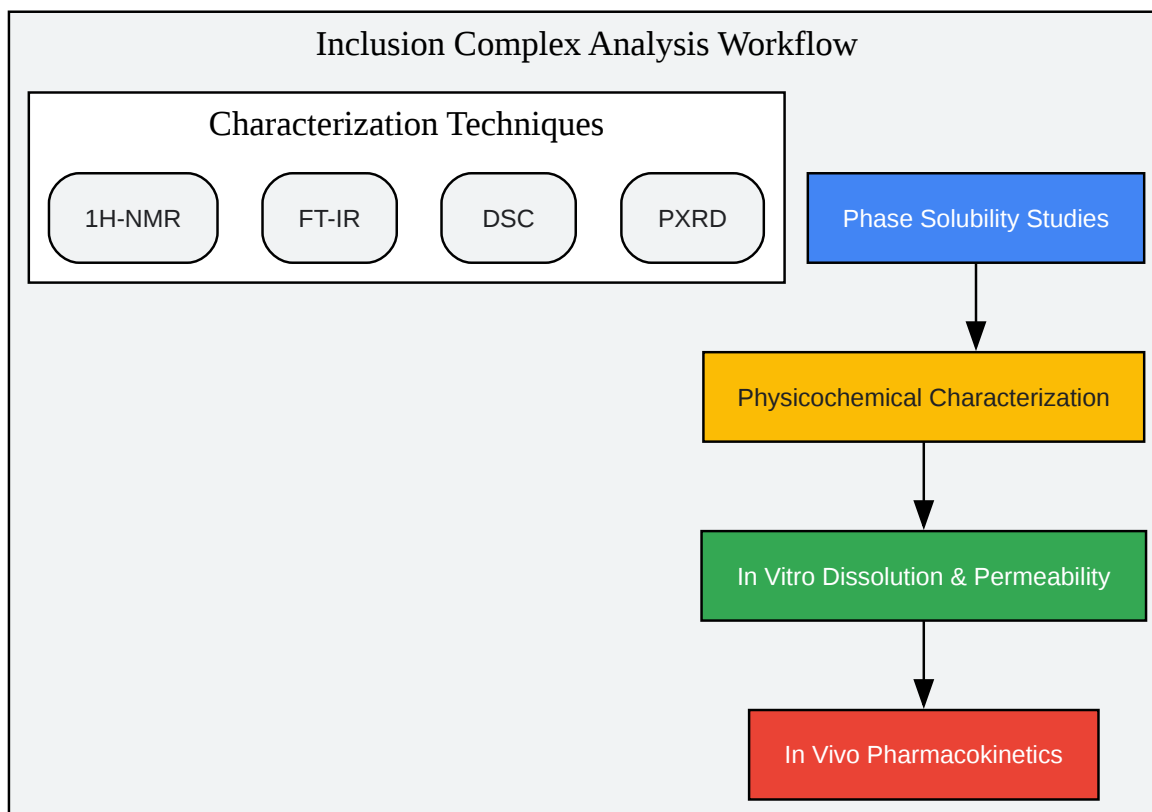 Inclusion Complex Analysis Workflow
Characterization Techniques
1H-NMR
FT-IR
DSC
PXRD
Phase Solubility Studies
Physicochemical Characterization
In Vitro Dissolution & Permeability
In Vivo Pharmacokinetics